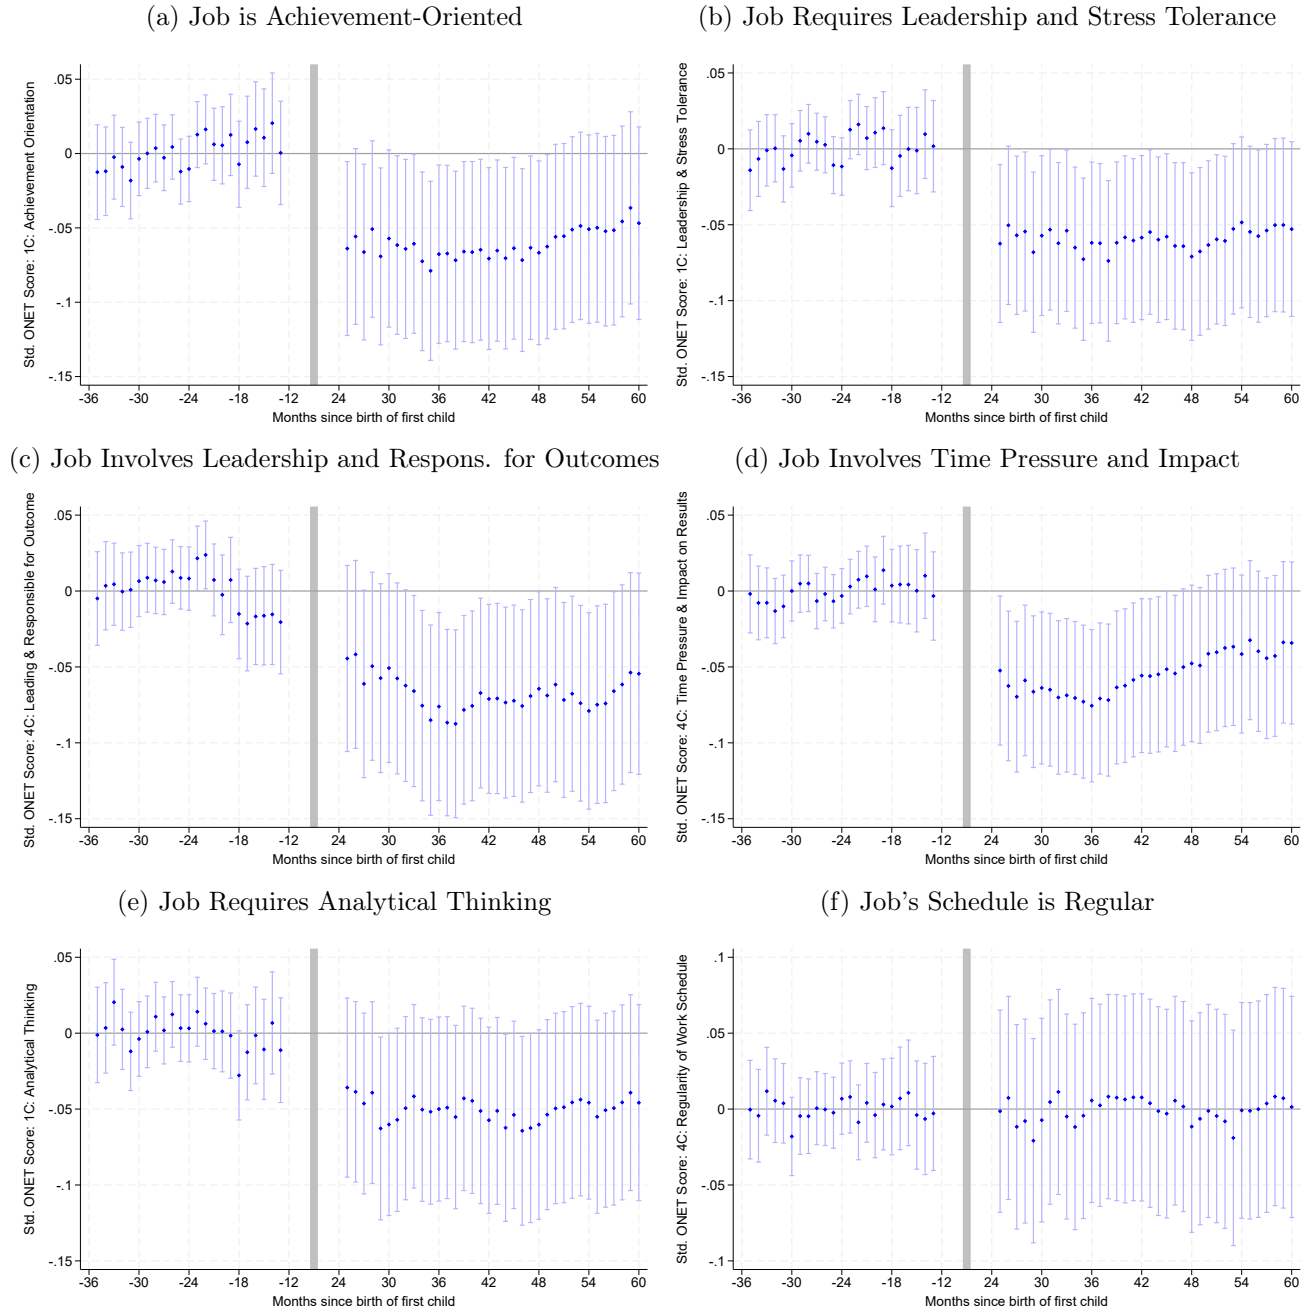 (a) Job is Achievement-Oriented
Std. ONET Score: 1C: Achievement Orientation
.05
0
-.05
-.1
-.15
-36 -30 -24 -18 -12 24 30 36 42 48 54 60
Months since birth of first child
(b) Job Requires Leadership and Stress Tolerance
Std. ONET Score: 1C: Leadership & Stress Tolerance
.05
0
-.05
-.1
-.15
-36 -30 -24 -18 -12 24 30 36 42 48 54 60
Months since birth of first child
(c) Job Involves Leadership and Respons. for Outcomes
Std. ONET Score: 4C: Leading & Responsible for Outcome
.05
0
-.05
-.1
-.15
-36 -30 -24 -18 -12 24 30 36 42 48 54 60
Months since birth of first child
(d) Job Involves Time Pressure and Impact
Std. ONET Score: 4C: Time Pressure & Impact on Results
.05
0
-.05
-.1
-.15
-36 -30 -24 -18 -12 24 30 36 42 48 54 60
Months since birth of first child
(e) Job Requires Analytical Thinking
Std. ONET Score: 1C: Analytical Thinking
.05
0
-.05
-.1
-.15
-36 -30 -24 -18 -12 24 30 36 42 48 54 60
Months since birth of first child
(f) Job's Schedule is Regular
Std. ONET Score: 4C: Regularity of Work Schedule
.1
.05
0
-.05
-.1
-36 -30 -24 -18 -12 24 30 36 42 48 54 60
Months since birth of first child